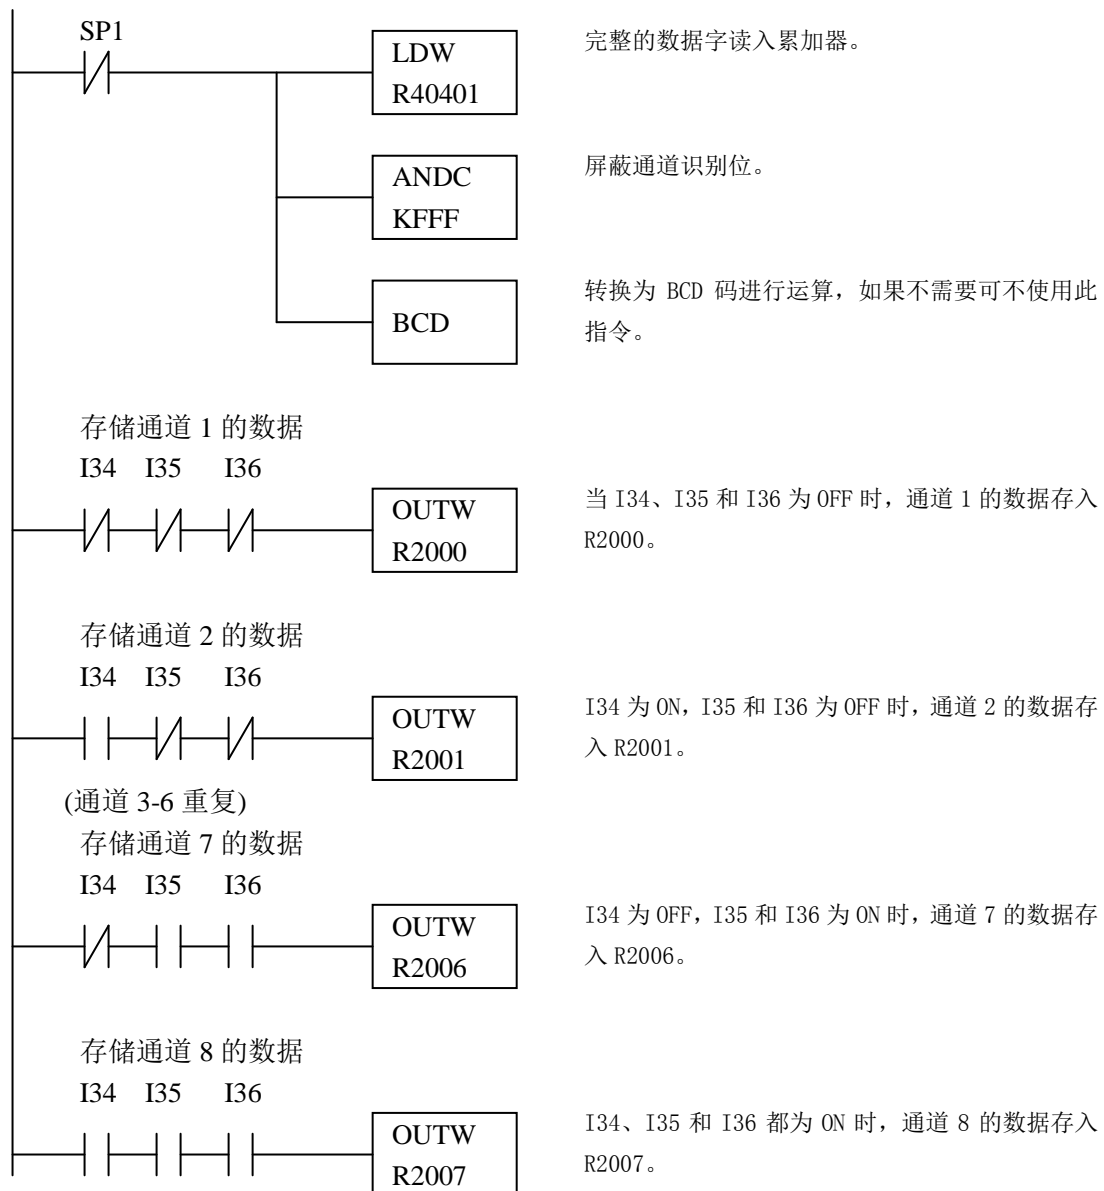 SP1
LDW
R40401
完整的数据字读入累加器。
ANDC
KFFF
屏蔽通道识别位。
BCD
转换为 BCD 码进行运算，如果不需要可不使用此
指令。
存储通道 1 的数据
I34 I35 I36
OUTW
R2000
当 I34、I35 和 I36 为 OFF 时，通道 1 的数据存入
R2000。
存储通道 2 的数据
I34 I35 I36
OUTW
R2001
I34 为 ON，I35 和 I36 为 OFF 时，通道 2 的数据存
入 R2001。
(通道 3-6 重复)
存储通道 7 的数据
I34 I35 I36
OUTW
R2006
I34 为 OFF，I35 和 I36 为 ON 时，通道 7 的数据存
入 R2006。
存储通道 8 的数据
I34 I35 I36
OUTW
R2007
I34、I35 和 I36 都为 ON 时，通道 8 的数据存入
R2007。